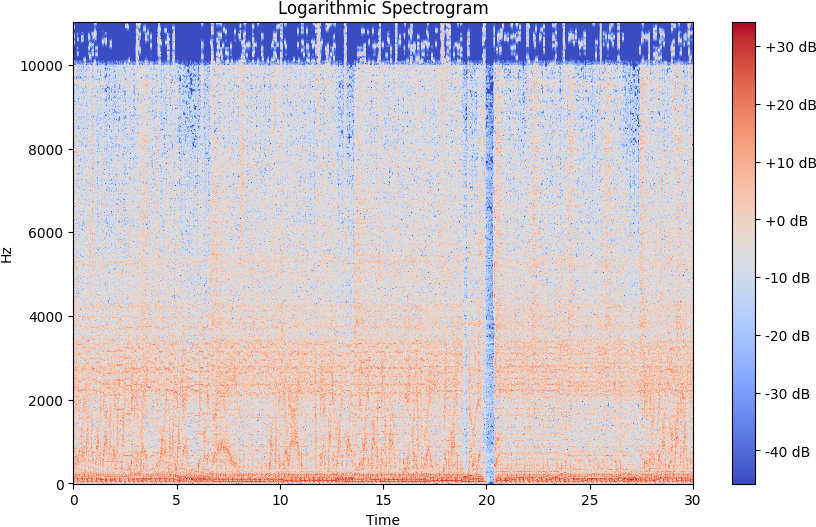 Logarithmic Spectrogram
Hz
10000
8000
6000
4000
2000
0
0 5 10 15 20 25 30
Time
+30 dB
+20 dB
+10 dB
+0 dB
-10 dB
-20 dB
-30 dB
-40 dB